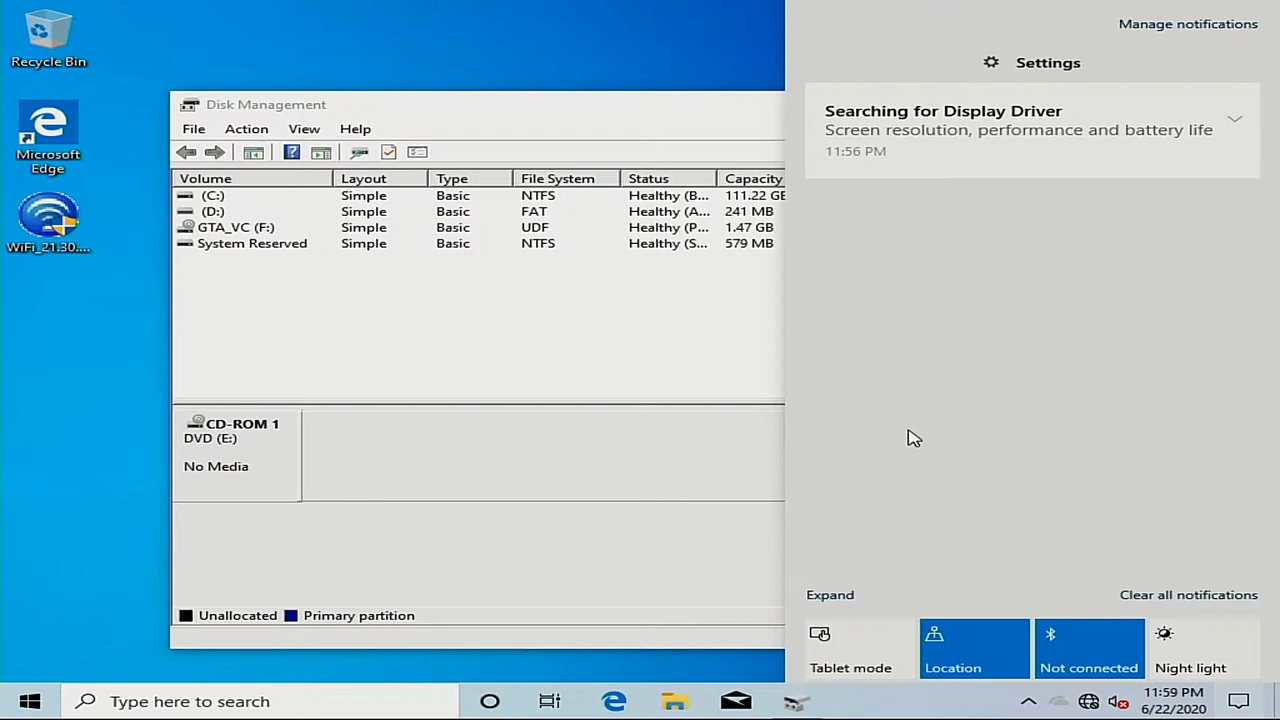 Recycle Bin
Microsoft
Edge
WiFi_21.30....
Disk Management
File Action View Help
Volume Layout Type File System Status Capacity
(C:) Simple Basic NTFS Healthy (B... 111.22 GB
(D:) Simple Basic FAT Healthy (A... 241 MB
GTA_VC (F:) Simple Basic UDF Healthy (P... 1.47 GB
System Reserved Simple Basic NTFS Healthy (S... 579 MB
CD-ROM 1
DVD (E:)
No Media
Unallocated Primary partition
Manage notifications
Settings
Searching for Display Driver
Screen resolution, performance and battery life
11:56 PM
Expand Clear all notifications
Tablet mode Location Not connected Night light
Type here to search
11:59 PM
6/22/2020